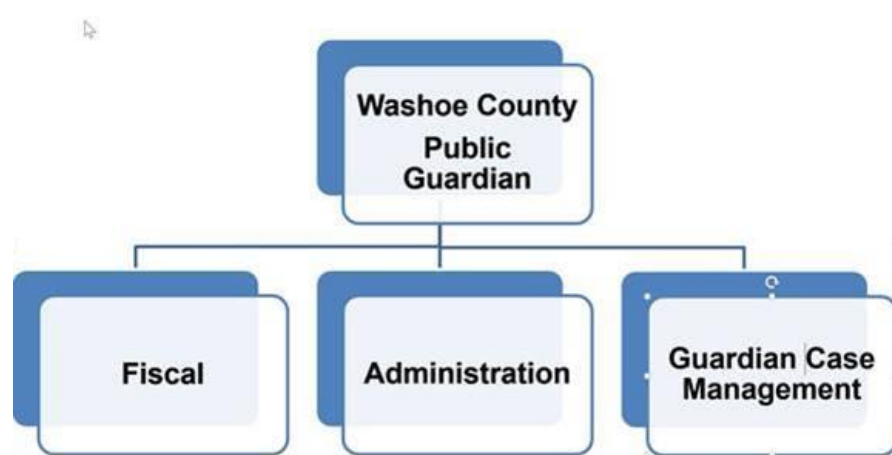 Washoe County
Public
Guardian
Fiscal
Administration
Guardian Case
Management